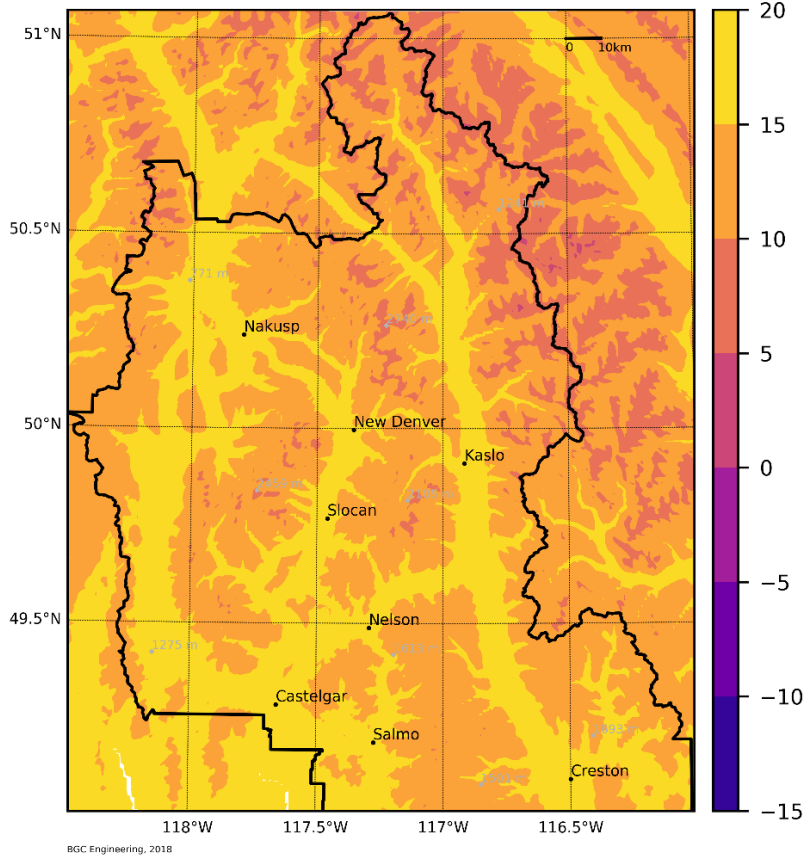 51°N
0 10km
20
15
50.5°N
10
Nakusp
5
50°N
New Denver
Kaslo
0
Slocan
−5
49.5°N
Nelson
1275 m
Castelgar
−10
Salmo
Creston
−15
118°W 117.5°W 117°W 116.5°W
BGC Engineering, 2018